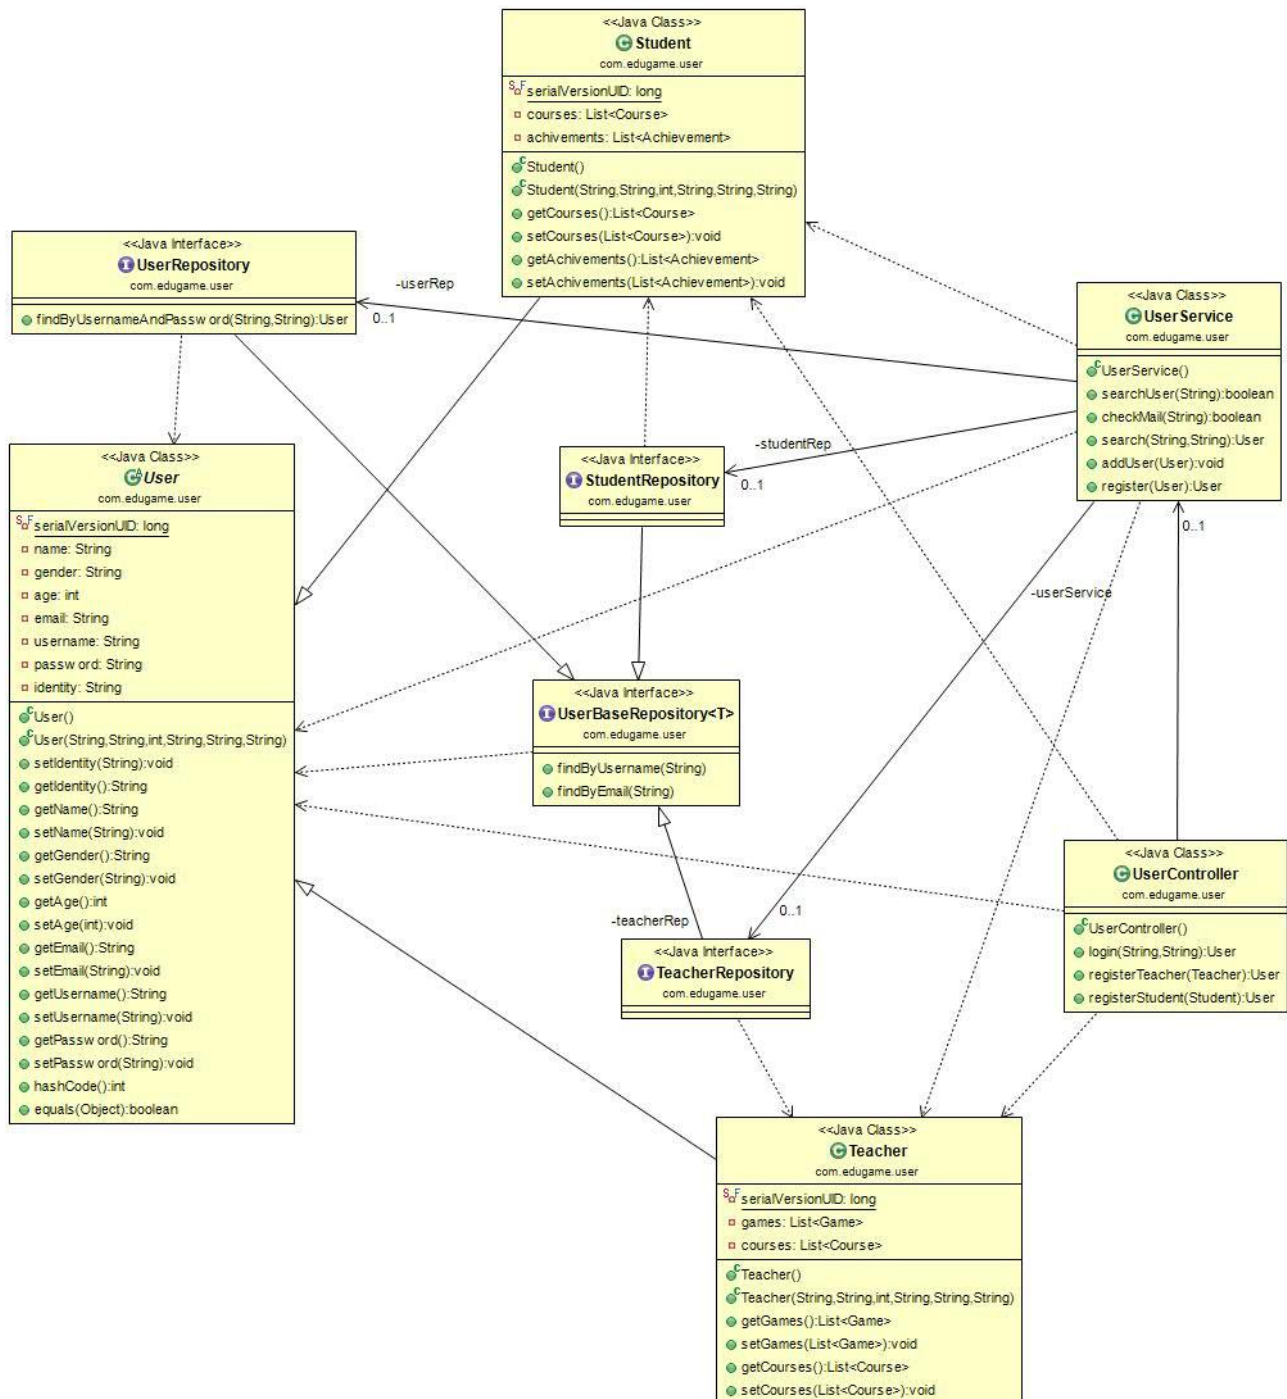 <<Java Class>>
Student
com.edugame.user
serialVersionUID: long
courses: List<Course>
achivements: List<Achievement>
Student()
Student(String,String,int,String,String,String)
getCourses():List<Course>
setCourses(List<Course>):void
getAchivements():List<Achievement>
setAchivements(List<Achievement>):void
<<Java Interface>>
UserRepository
com.edugame.user
findByUsernameAndPassword(String,String):User
-userRep
0..1
<<Java Class>>
UserService
com.edugame.user
UserService()
searchUser(String):boolean
checkMail(String):boolean
search(String,String):User
addUser(User):void
register(User):User
<<Java Class>>
User
com.edugame.user
serialVersionUID: long
name: String
gender: String
age: int
email: String
username: String
password: String
identity: String
User()
User(String,String,int,String,String,String)
setIdentity(String):void
getIdentity():String
getName():String
setName(String):void
getGender():String
setGender(String):void
getAge():int
setAge(int):void
getEmail():String
setEmail(String):void
getUsername():String
setUsername(String):void
getPassword():String
setPassword(String):void
hashCode():int
equals(Object):boolean
-studentRep
0..1
<<Java Interface>>
StudentRepository
com.edugame.user
0..1
-userService
<<Java Interface>>
UserBaseRepository<T>
com.edugame.user
findByUsername(String)
findByEmail(String)
<<Java Class>>
UserController
com.edugame.user
UserController()
login(String,String):User
registerTeacher(Teacher):User
registerStudent(Student):User
-teacherRep
0..1
<<Java Interface>>
TeacherRepository
com.edugame.user
<<Java Class>>
Teacher
com.edugame.user
serialVersionUID: long
games: List<Game>
courses: List<Course>
Teacher()
Teacher(String,String,int,String,String,String)
getGames():List<Game>
setGames(List<Game>):void
getCourses():List<Course>
setCourses(List<Course>):void